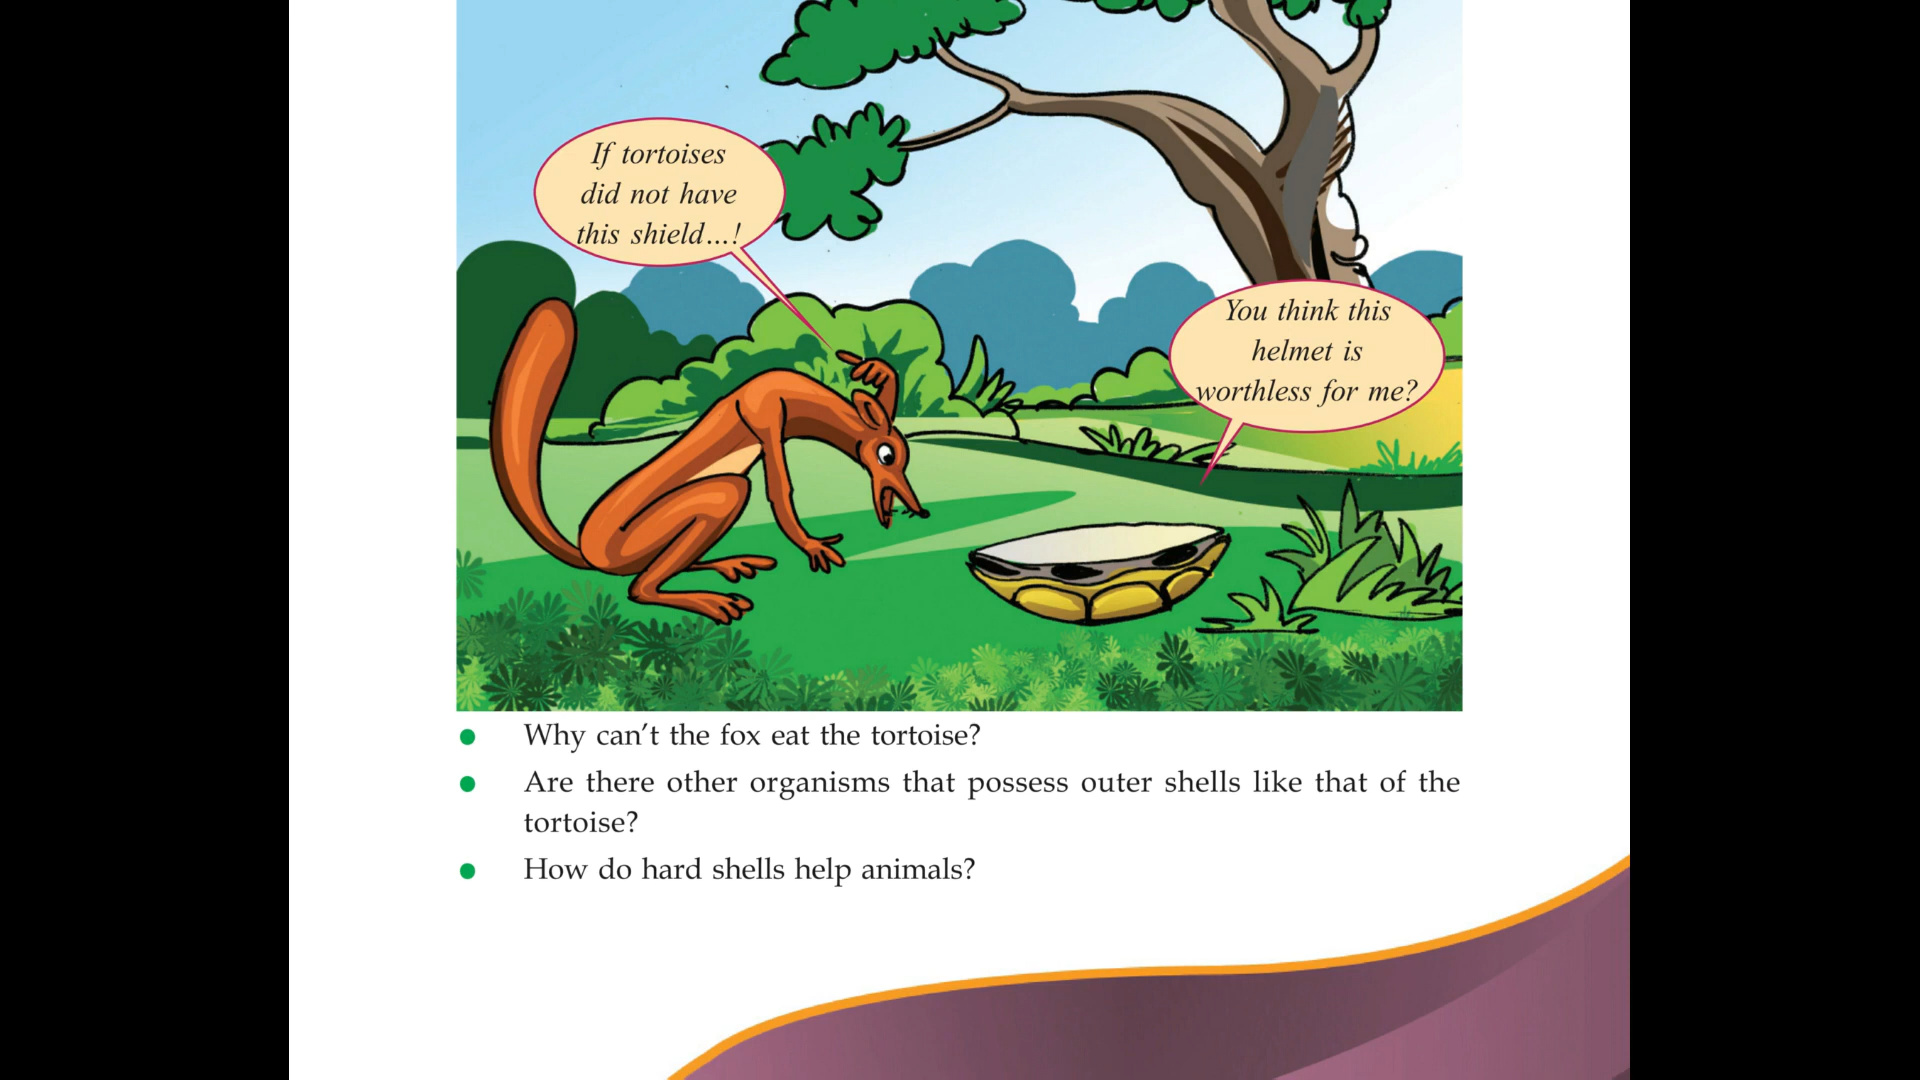 If tortoises
did not have
this shield...!
You think this
helmet is
worthless for me?
Why can't the fox eat the tortoise?
Are there other organisms that possess outer shells like that of the
tortoise?
How do hard shells help animals?